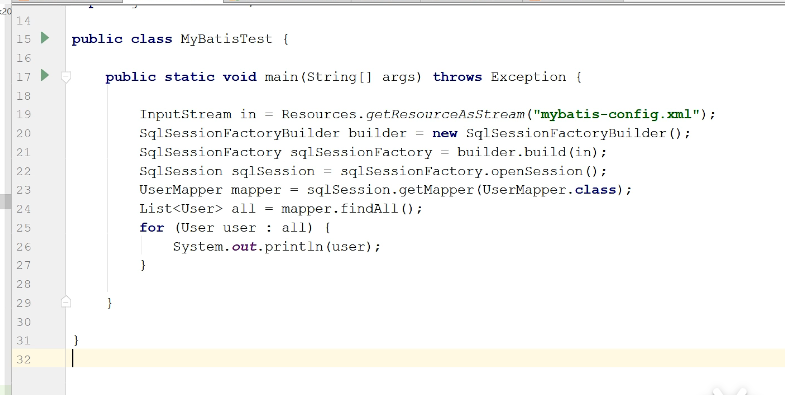 14
15 public class MyBatisTest {
16
17 public static void main(String[] args) throws Exception {
18
19 InputStream in = Resources.getResourceAsStream("mybatis-config.xml");
20 SqlSessionFactoryBuilder builder = new SqlSessionFactoryBuilder();
21 SqlSessionFactory sqlSessionFactory = builder.build(in);
22 SqlSession sqlSession = sqlSessionFactory.openSession();
23 UserMapper mapper = sqlSession.getMapper(UserMapper.class);
24 List<User> all = mapper.findAll();
25 for (User user : all) {
26 System.out.println(user);
27 }
28
29 }
30
31 }
32